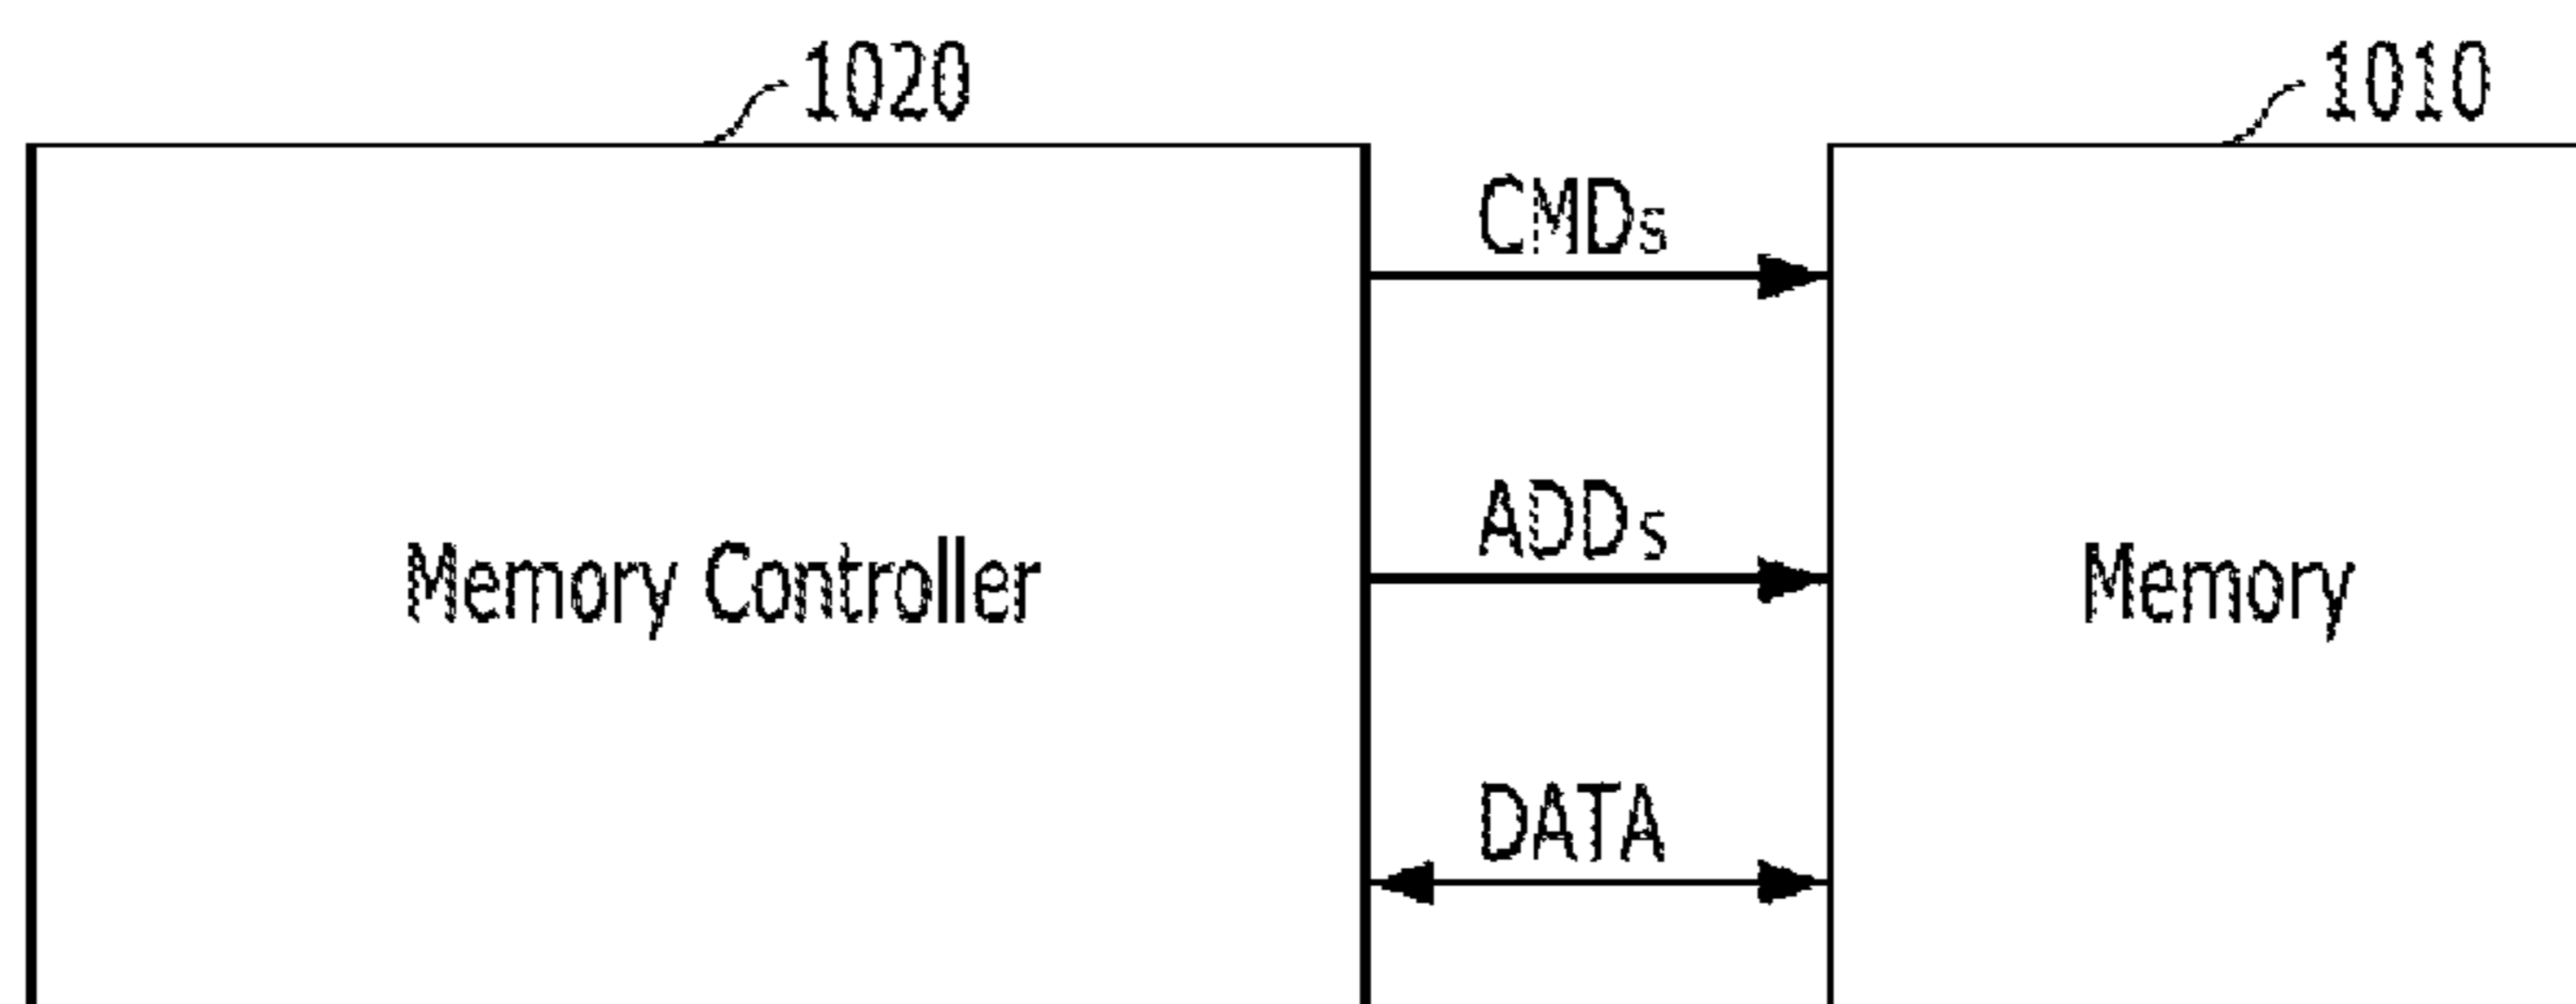 1020
1010
CMDs
ADDs
Memory Controller
Memory
DATA